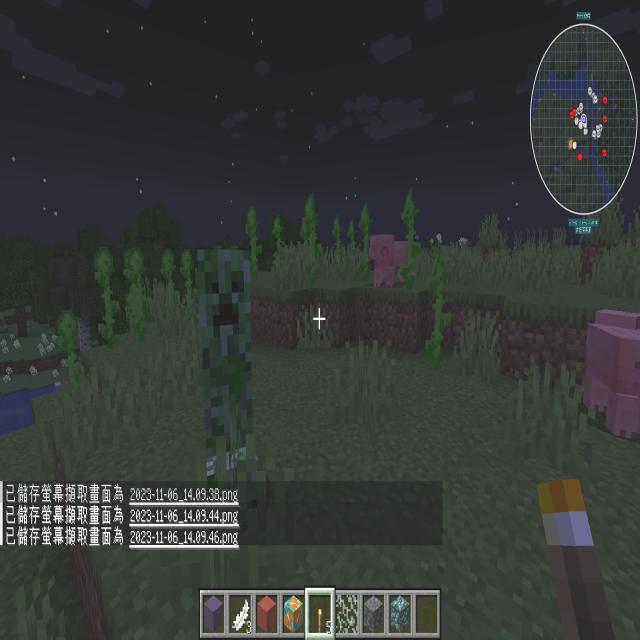 已儲存螢幕擷取畫面為 2023-11-06_14.09.38.png
已儲存螢幕擷取畫面為 2023-11-06_14.09.44.png
已儲存螢幕擷取畫面為 2023-11-06_14.09.46.png
3
5